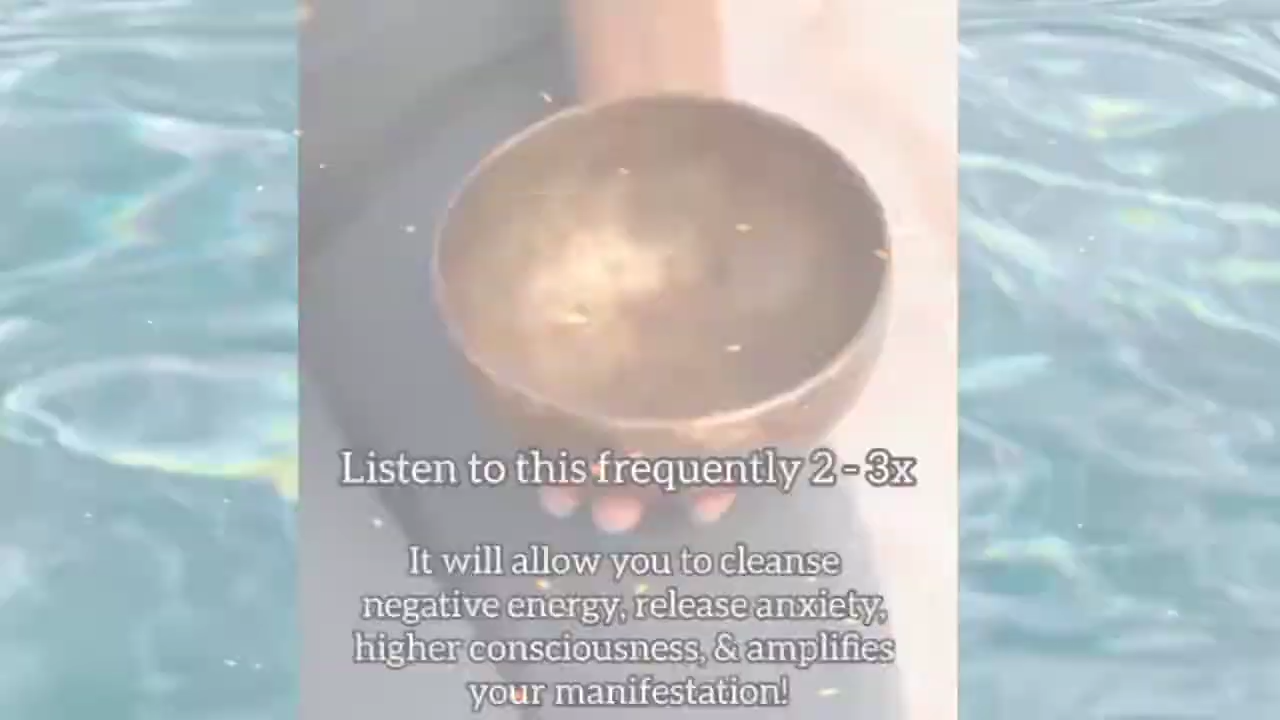 Listen to this frequently 2 - 3x
It will allow you to cleanse
negative energy, release anxiety,
higher consciousness, & amplifies
your manifestation!